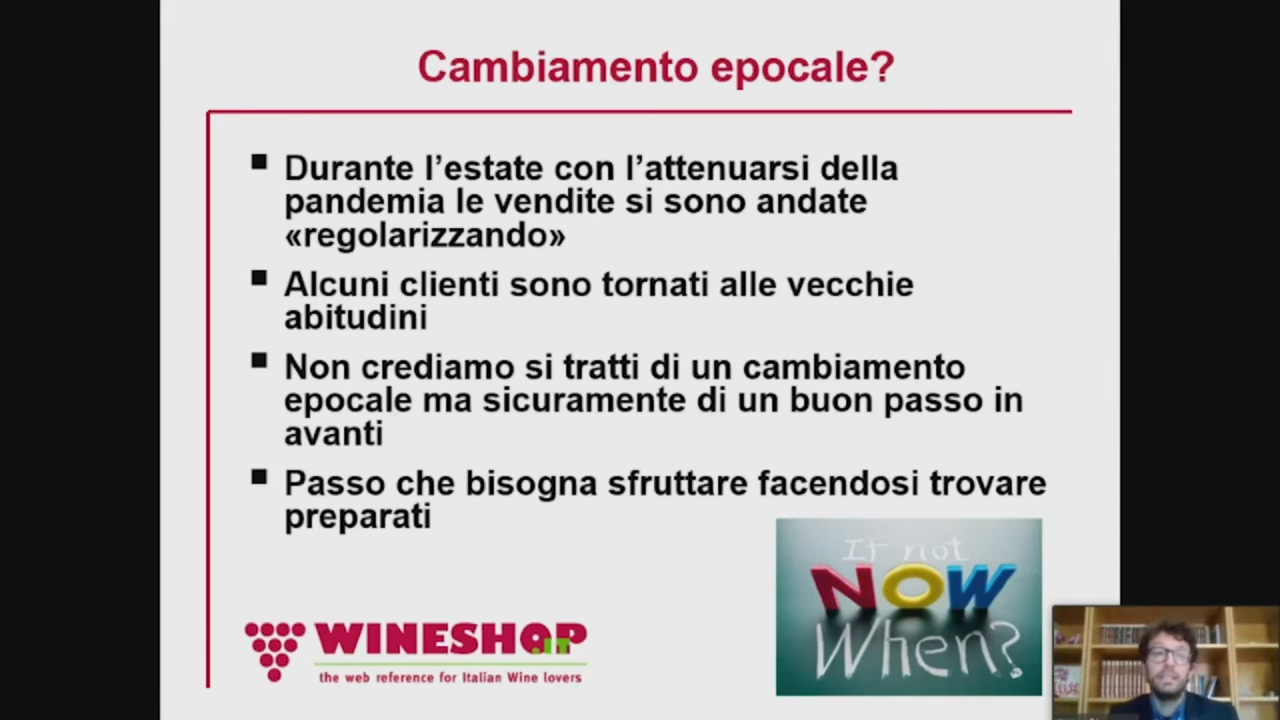 Cambiamento epocale?
Durante l’estate con l’attenuarsi della
pandemia le vendite si sono andate
«regolarizzando»
Alcuni clienti sono tornati alle vecchie
abitudini
Non crediamo si tratti di un cambiamento
epocale ma sicuramente di un buon passo in
avanti
Passo che bisogna sfruttare facendosi trovare
preparati
If not
NOW
When?
WINESHOP
.IT
the web reference for Italian Wine lovers